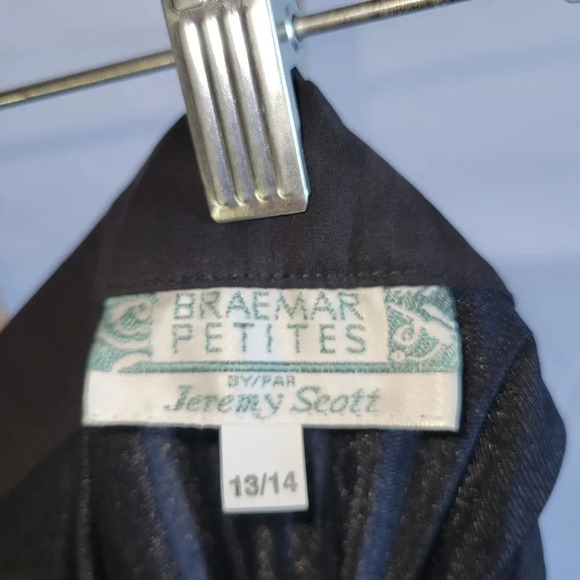 BRAEMAR
PETITES
BY/PAR
Jeremy Scott
13/14